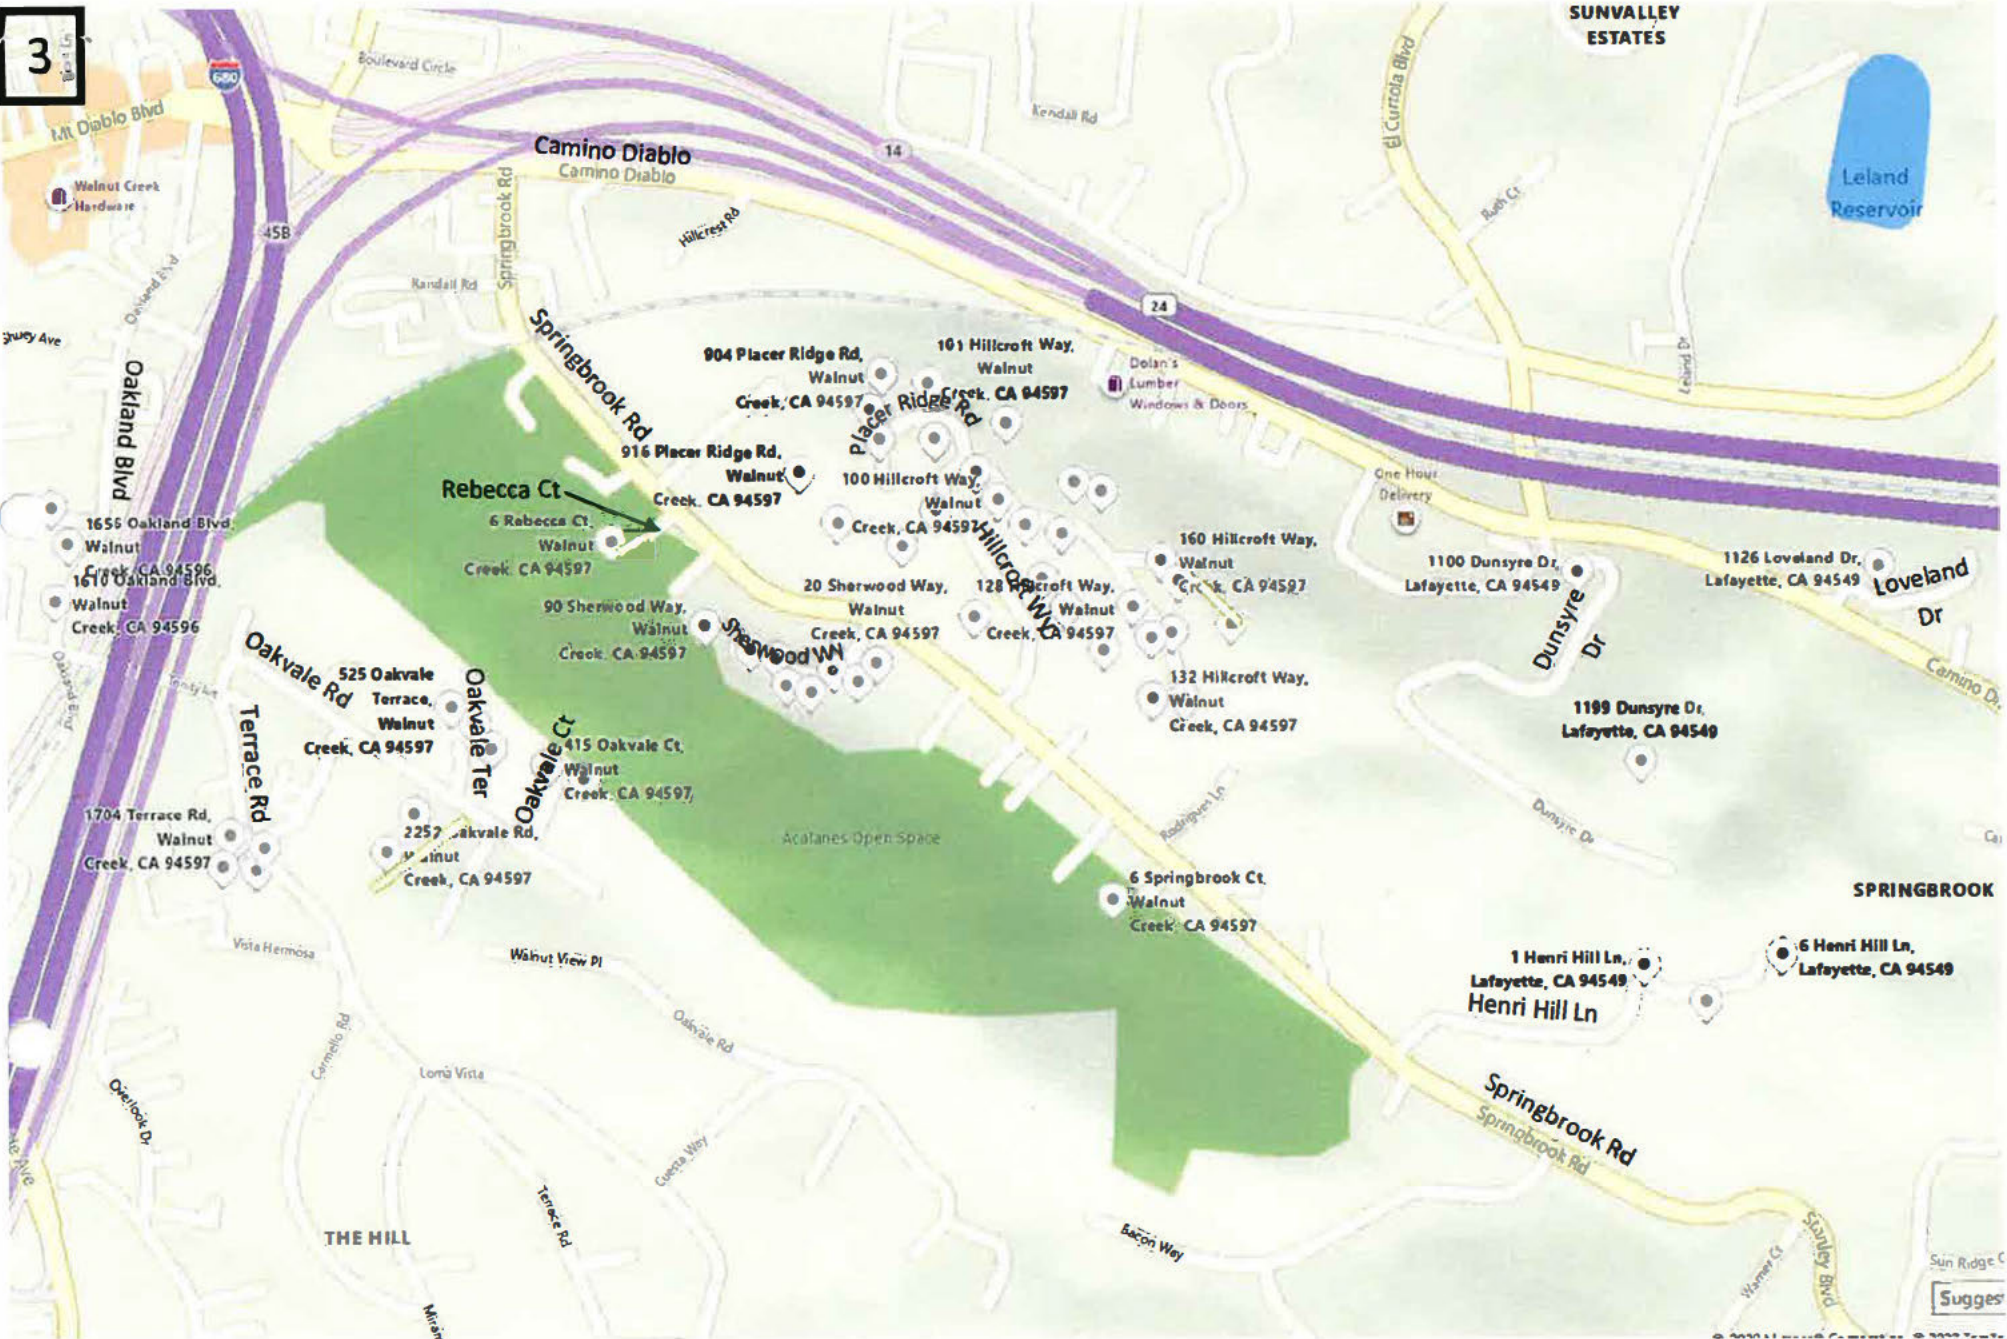 3
SUNVALLEY
ESTATES
680
Boulevard Circle
Mt Diablo Blvd
Kendall Rd
El Curtola Blvd
Camino Diablo
Camino Diablo
14
Leland
Reservoir
Walnut Creek
Hardware
45B
Springbrook Rd
Hillcrest Rd
Ruth Ct
Oakland Blvd
Randall Rd
24
Shuey Ave
Oakland Blvd
Springbrook Rd
904 Placer Ridge Rd,
Walnut
Creek, CA 94597
101 Hillcroft Way,
Walnut
Creek, CA 94597
Placer Ridge Rd
Dolan's
Lumber
Windows & Doors
Leland Dr
916 Placer Ridge Rd,
Walnut
Creek, CA 94597
100 Hillcroft Way,
Walnut
Creek, CA 94597
Hillcroft Wy
One Hour
Delivery
Rebecca Ct
6 Rebecca Ct,
Walnut
Creek, CA 94597
Oakland Blvd,
Walnut
Creek, CA 94596
1610 Oakland Blvd,
Walnut
Creek, CA 94596
160 Hillcroft Way,
Walnut
CA 94597
1100 Dunsyre Dr,
Lafayette, CA 94549
1126 Loveland Dr,
Lafayette, CA 94549
Loveland
Dr
90 Sherwood Way,
Walnut
Creek, CA 94597
20 Sherwood Way,
Walnut
Creek, CA 94597
Way,
Walnut
Creek, CA 94597
Sherwood
Dunsyre
Dr
Oakvale Rd
525 Oakvale
Terrace,
Walnut
Creek, CA 94597
Oakvale Ter
Oakvale Ct
415 Oakvale Ct,
Walnut
Creek, CA 94597
132 Hillcroft Way,
Walnut
Creek, CA 94597
1199 Dunsyre Dr,
Lafayette, CA 94549
Camino
Terrace Rd
1704 Terrace Rd,
Walnut
Creek, CA 94597
Rd,
Creek, CA 94597
Acalanes Open Space
Rodrigues Ln
Dunsyre Dr
6 Springbrook Ct,
Walnut
Creek, CA 94597
SPRINGBROOK
Vista Hermosa
Walnut View Pl
1 Henri Hill Ln,
Lafayette, CA 94549
6 Henri Hill Ln,
Lafayette, CA 94549
Henri Hill Ln
Oakvale Rd
Carmello Rd
Loma Vista
Overlook Dr
Cuesta Way
Springbrook Rd
Springbrook Rd
THE HILL
Terrace Rd
Bacon Way
Stanley Blvd
Warner Ct
Sun Ridge
Sugges